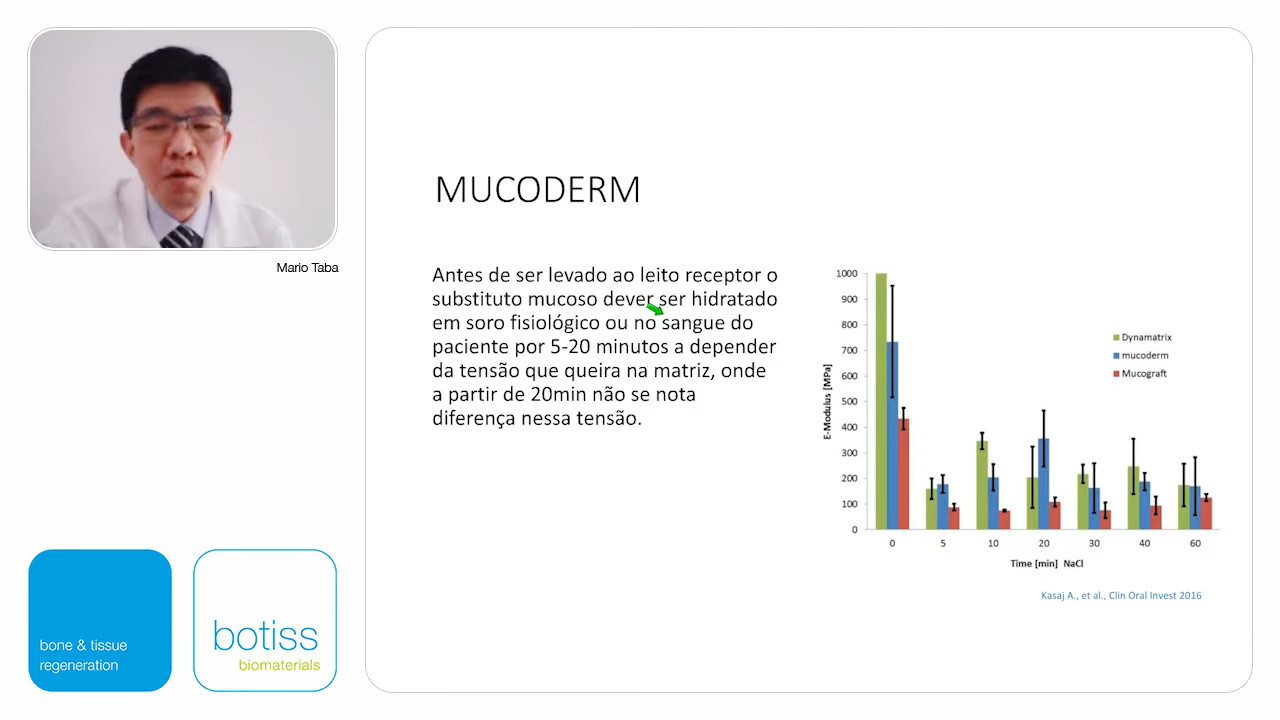 Mario Taba
MUCODERM
Antes de ser levado ao leito receptor o
substituto mucoso dever ser hidratado
em soro fisiológico ou no sangue do
paciente por 5-20 minutos a depender
da tensão que queira na matriz, onde
a partir de 20min não se nota
diferença nessa tensão.
E-Modulus [MPa]
1000
900
800
700
600
500
400
300
200
100
0
Dynamatrix
mucoderm
Mucograft
0 5 10 20 30 40 60
Time [min] NaCl
Kasaj A., et al., Clin Oral Invest 2016
bone & tissue
regeneration
botiss
biomaterials